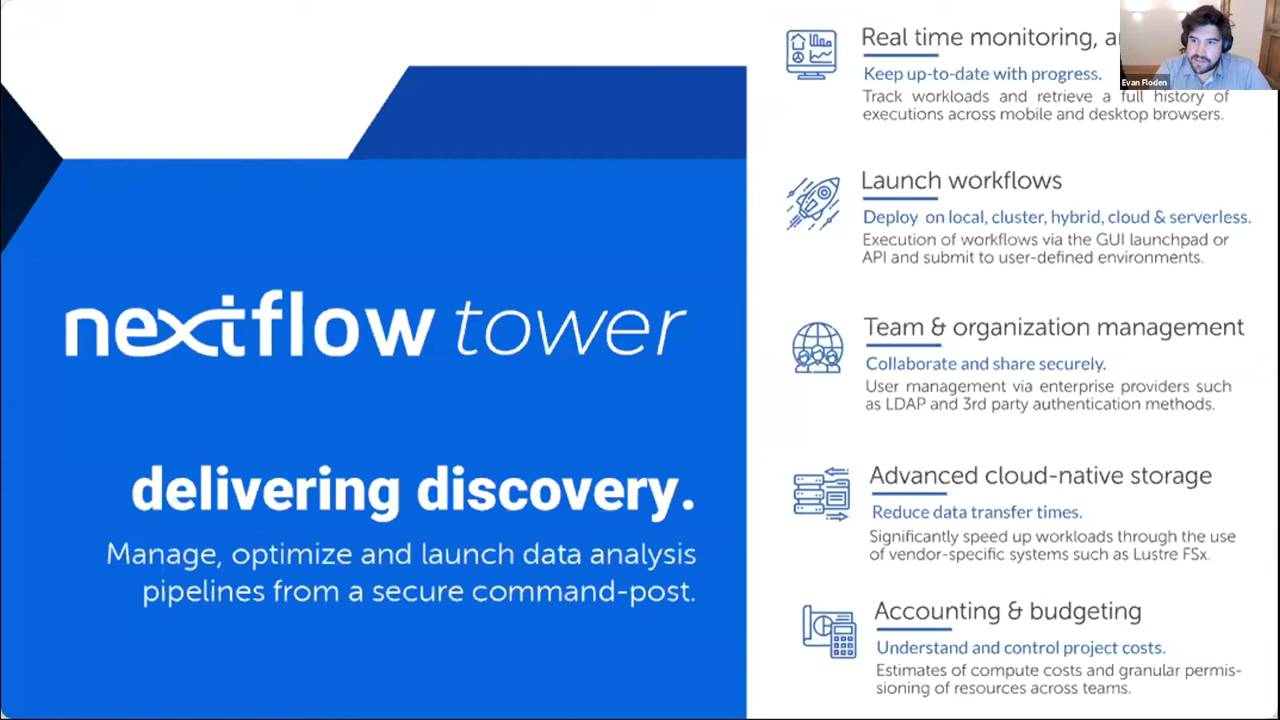 nextflow tower
delivering discovery.
Manage, optimize and launch data analysis
pipelines from a secure command-post.
Real time monitoring,
Keep up-to-date with progress.
Track workloads and retrieve a full history of
executions across mobile and desktop browsers.
Launch workflows
Deploy on local, cluster, hybrid, cloud & serverless.
Execution of workflows via the GUI launchpad or
API and submit to user-defined environments.
Team & organization management
Collaborate and share securely.
User management via enterprise providers such
as LDAP and 3rd party authentication methods.
Advanced cloud-native storage
Reduce data transfer times.
Significantly speed up workloads through the use
of vendor-specific systems such as Lustre FSx.
Accounting & budgeting
Understand and control project costs.
Estimates of compute costs and granular permis-
sioning of resources across teams.
Evan Floden